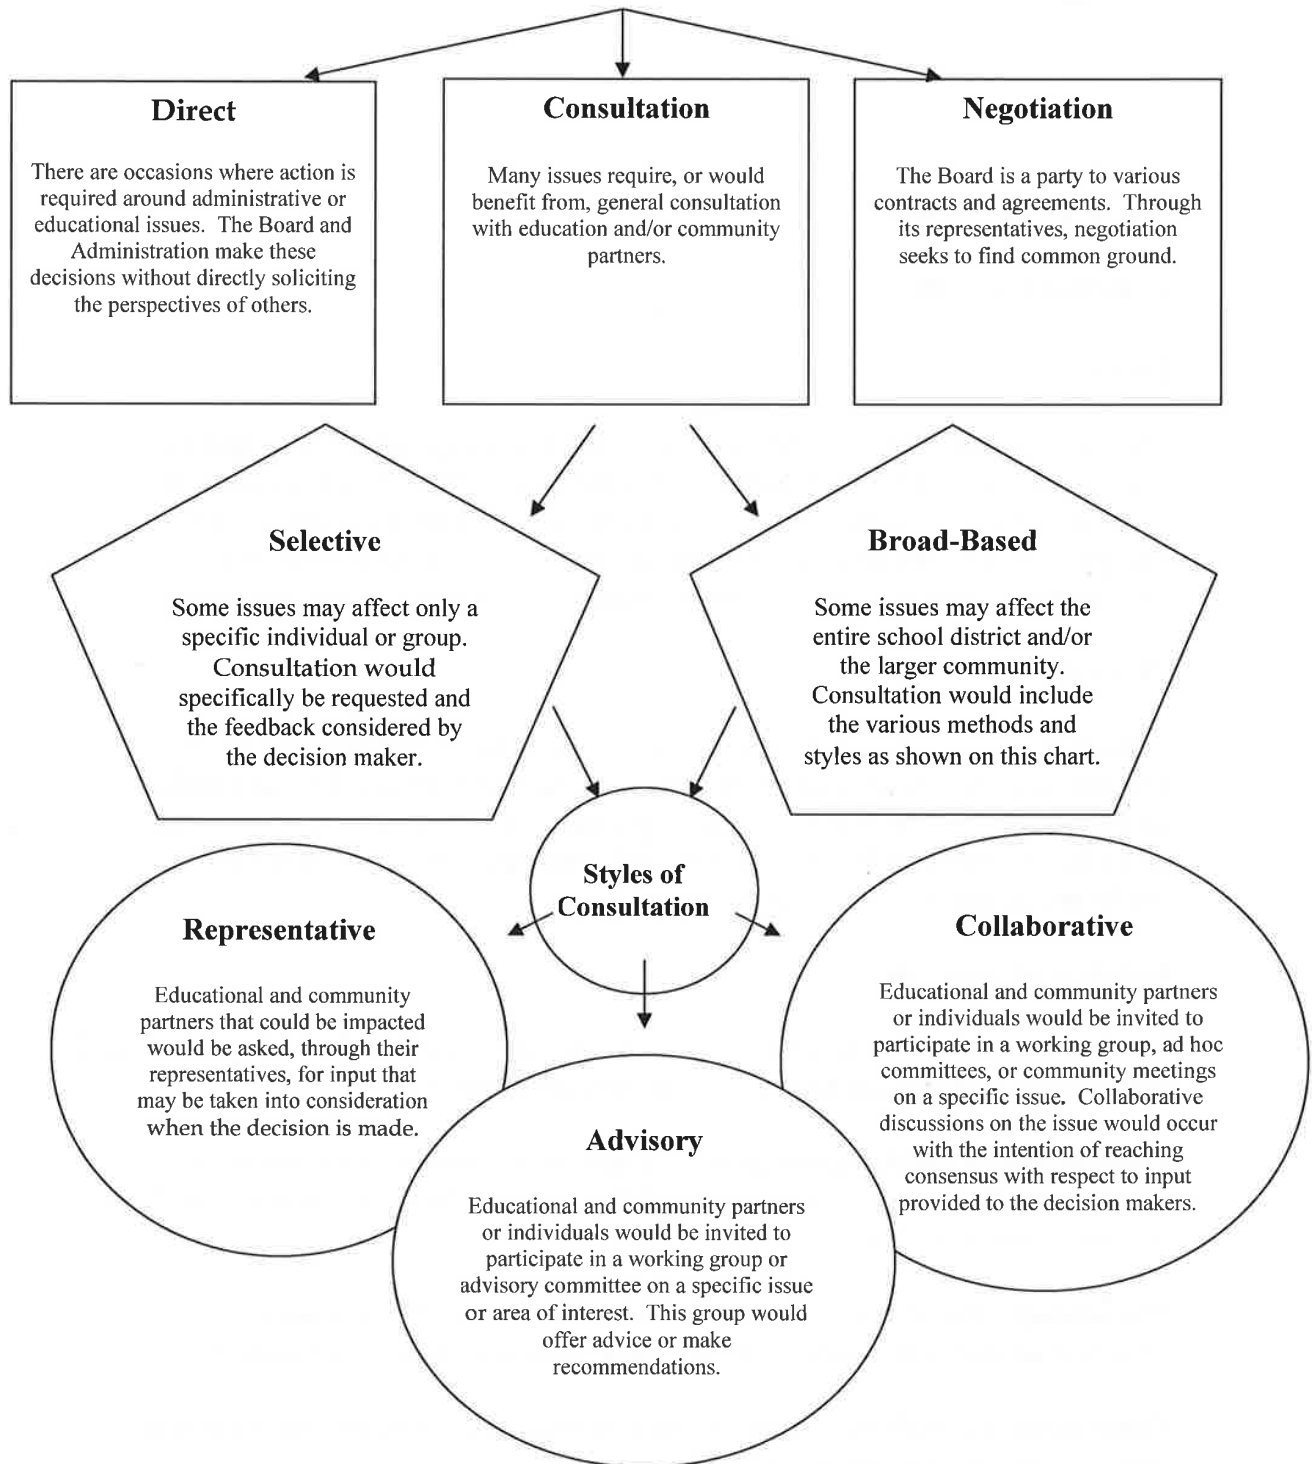 Direct
There are occasions where action is
required around administrative or
educational issues. The Board and
Administration make these
decisions without directly soliciting
the perspectives of others.
Consultation
Many issues require, or would
benefit from, general consultation
with education and/or community
partners.
Negotiation
The Board is a party to various
contracts and agreements. Through
its representatives, negotiation
seeks to find common ground.
Selective
Some issues may affect only a
specific individual or group.
Consultation would
specifically be requested and
the feedback considered by
the decision maker.
Broad-Based
Some issues may affect the
entire school district and/or
the larger community.
Consultation would include
the various methods and
styles as shown on this chart.
Styles of
Consultation
Representative
Educational and community
partners that could be impacted
would be asked, through their
representatives, for input that
may be taken into consideration
when the decision is made.
Advisory
Educational and community partners
or individuals would be invited to
participate in a working group or
advisory committee on a specific issue
or area of interest. This group would
offer advice or make
recommendations.
Collaborative
Educational and community partners
or individuals would be invited to
participate in a working group, ad hoc
committees, or community meetings
on a specific issue. Collaborative
discussions on the issue would occur
with the intention of reaching
consensus with respect to input
provided to the decision makers.